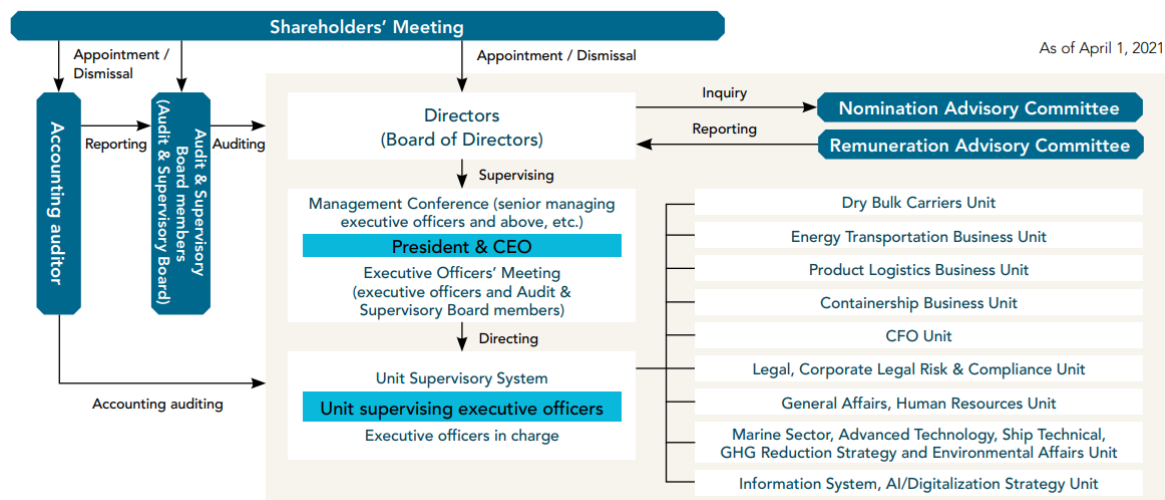 Shareholders' Meeting
As of April 1, 2021
Appointment /
Dismissal
Appointment / Dismissal
Accounting auditor
Reporting
Audit & Supervisory
Board members
(Audit & Supervisory Board)
Auditing
Directors
(Board of Directors)
Inquiry
Reporting
Nomination Advisory Committee
Remuneration Advisory Committee
Supervising
Management Conference (senior managing
executive officers and above, etc.)
President & CEO
Executive Officers' Meeting
(executive officers and Audit &
Supervisory Board members)
Directing
Unit Supervisory System
Unit supervising executive officers
Executive officers in charge
Accounting auditing
Dry Bulk Carriers Unit
Energy Transportation Business Unit
Product Logistics Business Unit
Containership Business Unit
CFO Unit
Legal, Corporate Legal Risk & Compliance Unit
General Affairs, Human Resources Unit
Marine Sector, Advanced Technology, Ship Technical,
GHG Reduction Strategy and Environmental Affairs Unit
Information System, AI/Digitalization Strategy Unit